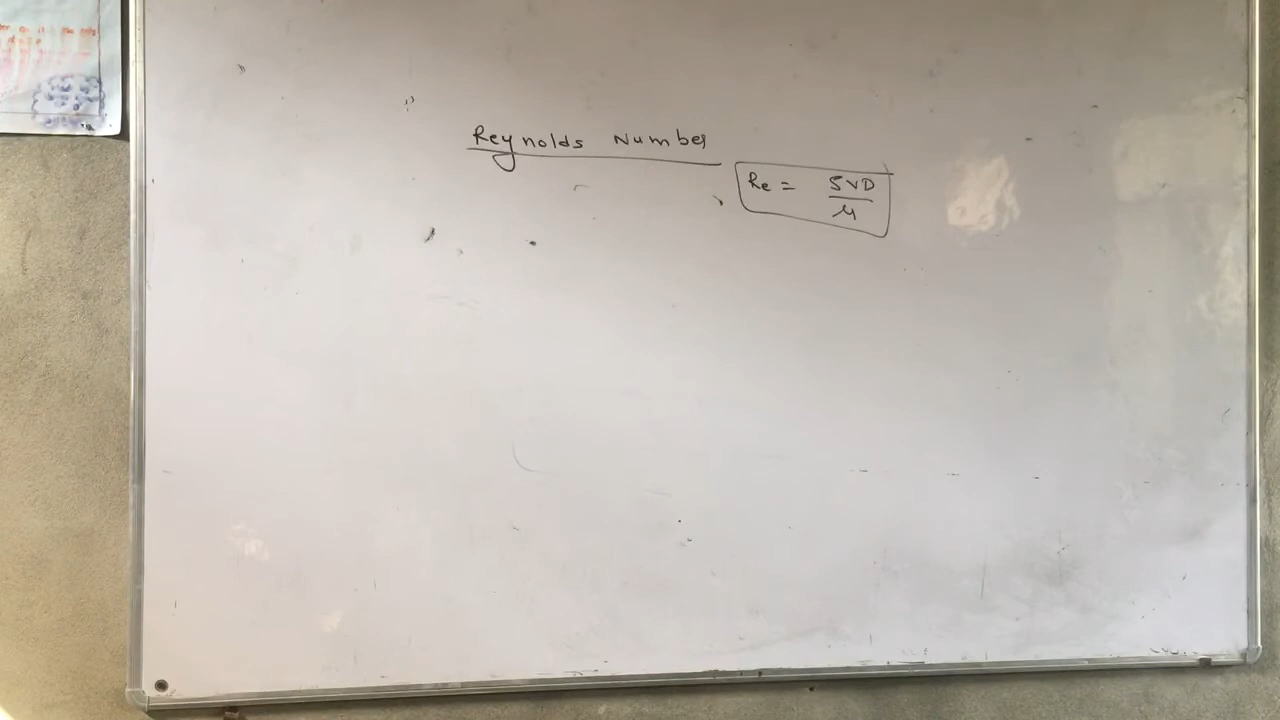 Reynolds Number
Re = ρVD
μ